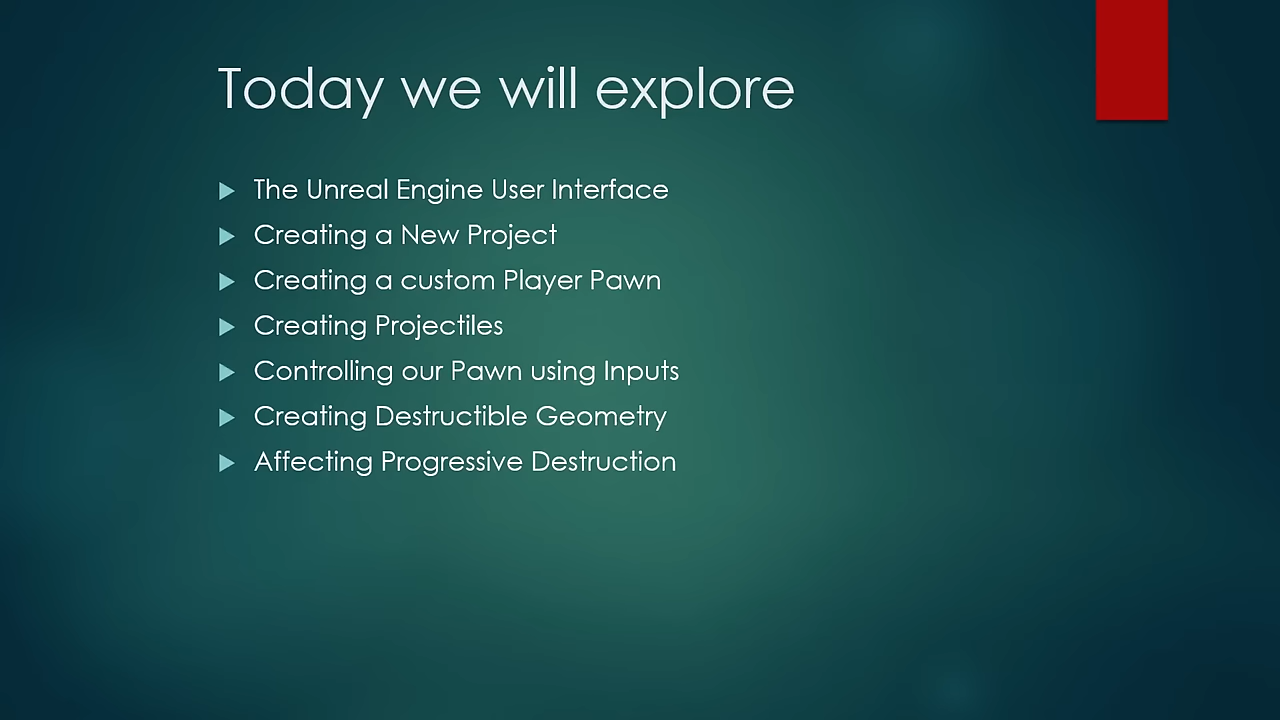 Today we will explore
The Unreal Engine User Interface
Creating a New Project
Creating a custom Player Pawn
Creating Projectiles
Controlling our Pawn using Inputs
Creating Destructible Geometry
Affecting Progressive Destruction